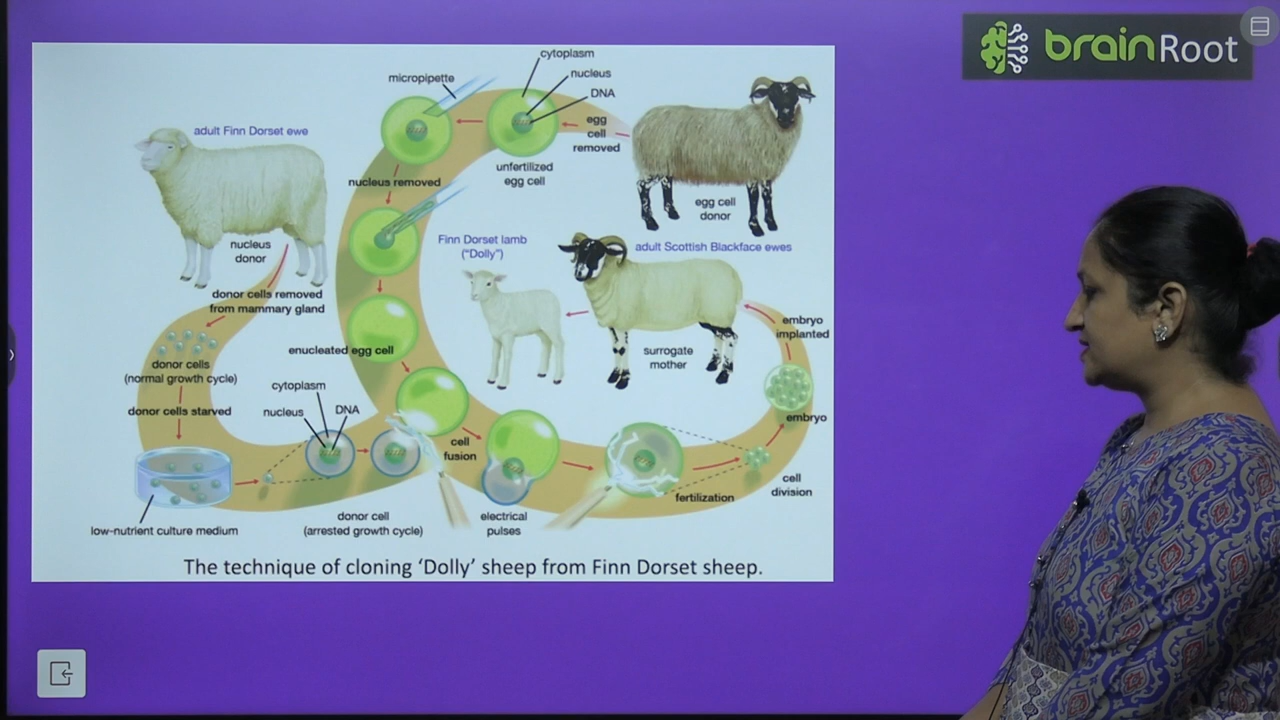 brainRoot
cytoplasm
micropipette
nucleus
DNA
adult Finn Dorset ewe
egg
cell
removed
unfertilized
egg cell
nucleus removed
egg cell
donor
nucleus
donor
Finn Dorset lamb
("Dolly")
adult Scottish Blackface ewes
donor cells removed
from mammary gland
embryo
implanted
enucleated egg cell
surrogate
mother
donor cells
(normal growth cycle)
cytoplasm
donor cells starved
nucleus
DNA
embryo
cell
fusion
cell
division
fertilization
low-nutrient culture medium
donor cell
(arrested growth cycle)
electrical
pulses
The technique of cloning ‘Dolly’ sheep from Finn Dorset sheep.